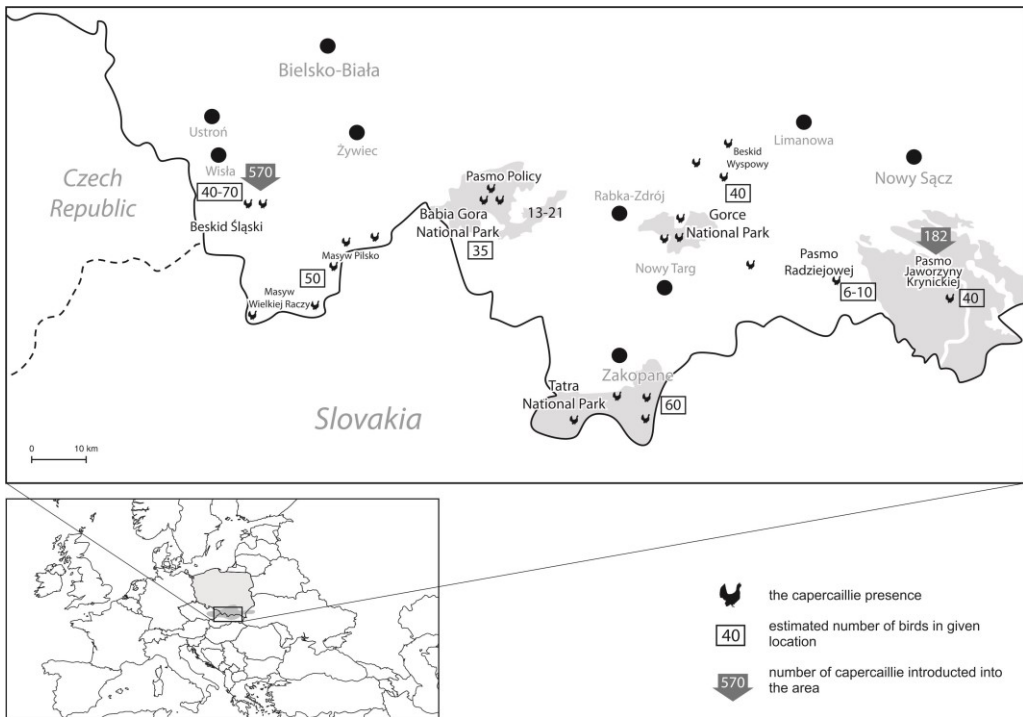 Bielsko-Biała
Ustroń
Żywiec
Limanowa
Wisła
570
40-70
Czech
Republic
Beskid Śląski
Beskid
Wyspowy
40
Nowy Sącz
Pasmo Policy
13-21
Babia Gora
National Park
35
Rabka-Zdrój
Gorce
National Park
182
Masyw Pilsko
50
Masyw
Wielkiej Raczy
Nowy Targ
Pasmo
Radziejowej
6-10
Pasmo
Jaworzyny
Krynickiej
40
Zakopane
Tatra
National Park
60
Slovakia
0 10 km
the capercaillie presence
40
estimated number of birds in given
location
570
number of capercaillie introducted into
the area